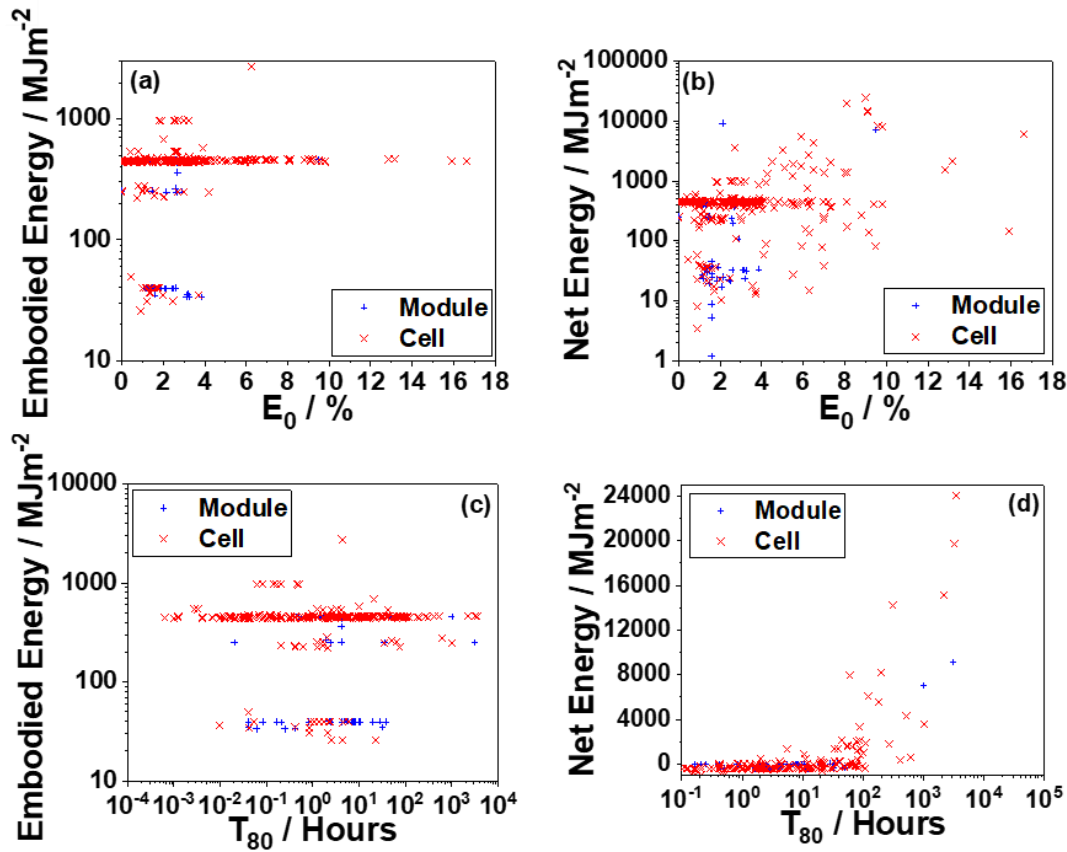 (a)
Embodied Energy / MJm⁻²
1000
100
10
Module
Cell
0 2 4 6 8 10 12 14 16 18
E₀ / %
(b)
Net Energy / MJm⁻²
100000
10000
1000
100
10
1
Module
Cell
0 2 4 6 8 10 12 14 16 18
E₀ / %
(c)
Embodied Energy / MJm⁻²
10000
1000
100
10
Module
Cell
10⁻⁴ 10⁻³ 10⁻² 10⁻¹ 10⁰ 10¹ 10² 10³ 10⁴
T₈₀ / Hours
(d)
Net Energy / MJm⁻²
24000
20000
16000
12000
8000
4000
0
Module
Cell
10⁻¹ 10⁰ 10¹ 10² 10³ 10⁴ 10⁵
T₈₀ / Hours